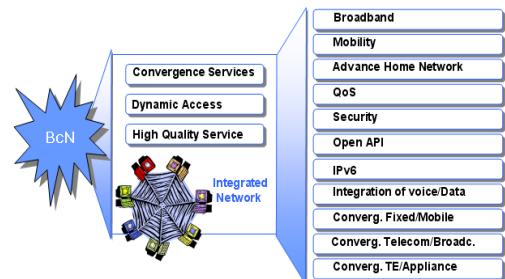 BcN
Convergence Services
Dynamic Access
High Quality Service
Integrated
Network
Broadband
Mobility
Advance Home Network
QoS
Security
Open API
IPv6
Integration of voice/Data
Converg. Fixed/Mobile
Converg. Telecom/Broadc.
Converg. TE/Appliance